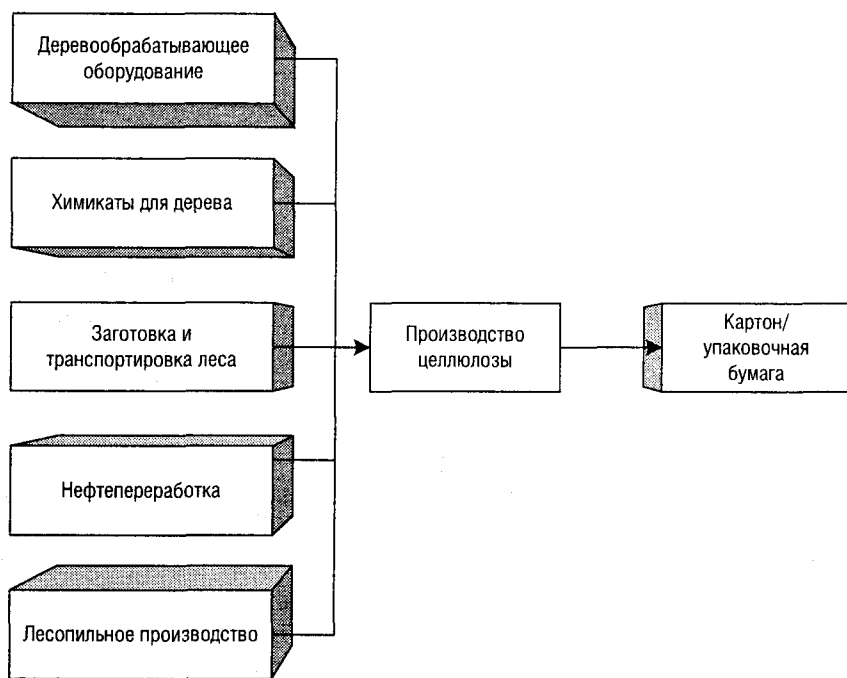 Деревообрабатывающее
оборудование
Химикаты для дерева
Заготовка и
транспортировка леса
Производство
целлюлозы
Картон/
упаковочная
бумага
Нефтепереработка
Лесопильное производство